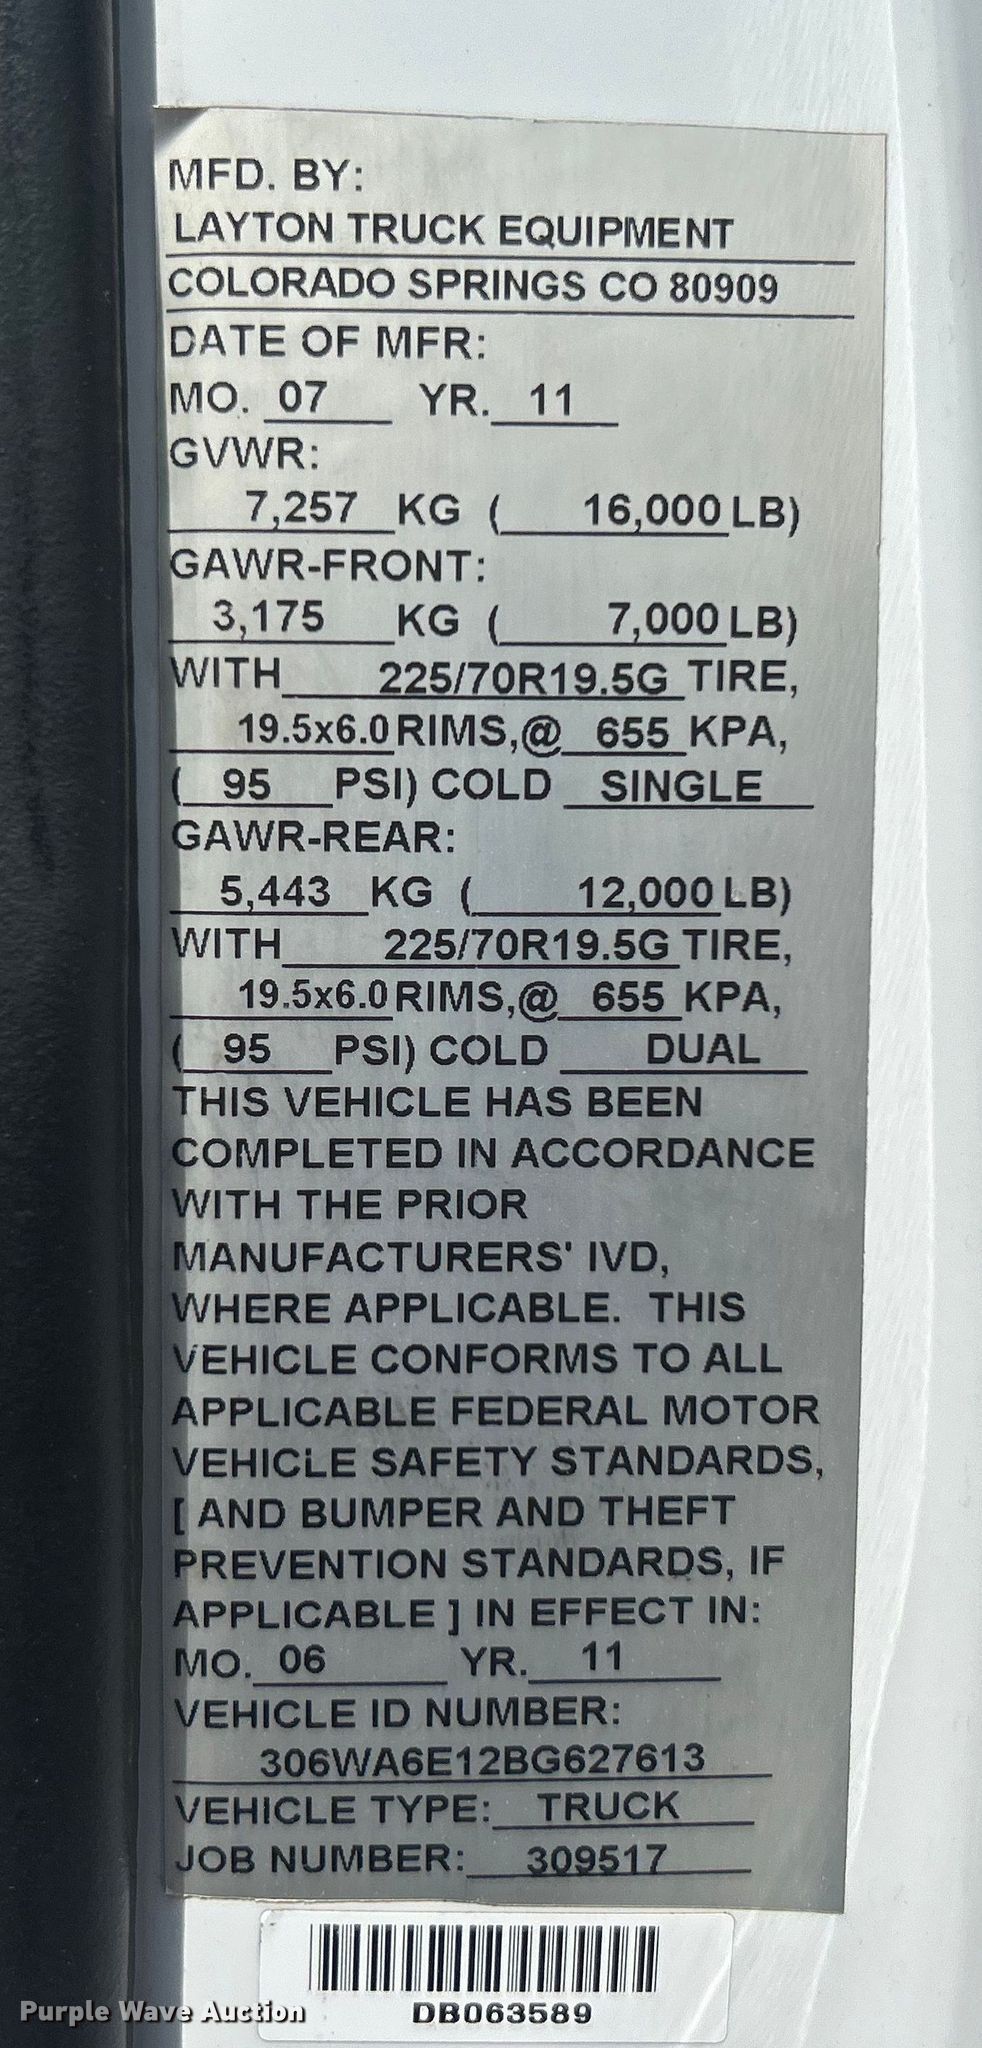 MFD. BY:
LAYTON TRUCK EQUIPMENT
COLORADO SPRINGS CO 80909
DATE OF MFR:
MO. 07 YR. 11
GVWR:
7,257 KG ( 16,000 LB)
GAWR-FRONT:
3,175 KG ( 7,000 LB)
WITH 225/70R19.5G TIRE,
19.5x6.0 RIMS,@ 655 KPA,
( 95 PSI) COLD SINGLE
GAWR-REAR:
5,443 KG ( 12,000 LB)
WITH 225/70R19.5G TIRE,
19.5x6.0 RIMS,@ 655 KPA,
( 95 PSI) COLD DUAL
THIS VEHICLE HAS BEEN
COMPLETED IN ACCORDANCE
WITH THE PRIOR
MANUFACTURERS' IVD,
WHERE APPLICABLE. THIS
VEHICLE CONFORMS TO ALL
APPLICABLE FEDERAL MOTOR
VEHICLE SAFETY STANDARDS,
[ AND BUMPER AND THEFT
PREVENTION STANDARDS, IF
APPLICABLE ] IN EFFECT IN:
MO. 06 YR. 11
VEHICLE ID NUMBER:
306WA6E12BG627613
VEHICLE TYPE: TRUCK
JOB NUMBER: 309517
DB063589
Purple Wave Auction